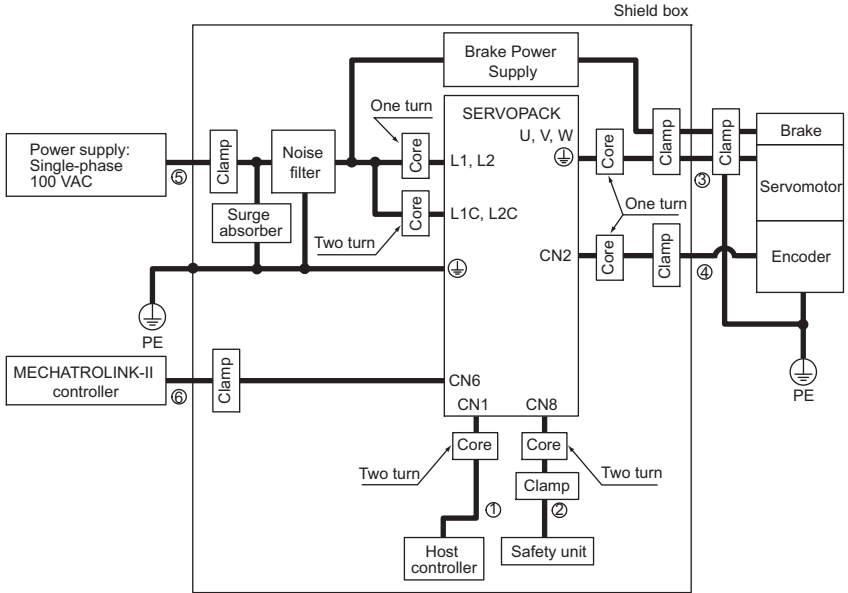 Shield box
Brake Power
Supply
One turn
SERVOPACK
U, V, W
Power supply:
Single-phase
100 VAC
⑤
Clamp
Noise
filter
Core
L1, L2
Core
Clamp
Clamp
Brake
③
Servomotor
Surge
absorber
Two turn
Core
L1C, L2C
One turn
CN2
Core
Clamp
④
Encoder
PE
PE
MECHATROLINK-II
controller
⑥
Clamp
CN6
CN1
CN8
Core
Core
Two turn
Two turn
Clamp
①
②
Host
controller
Safety unit